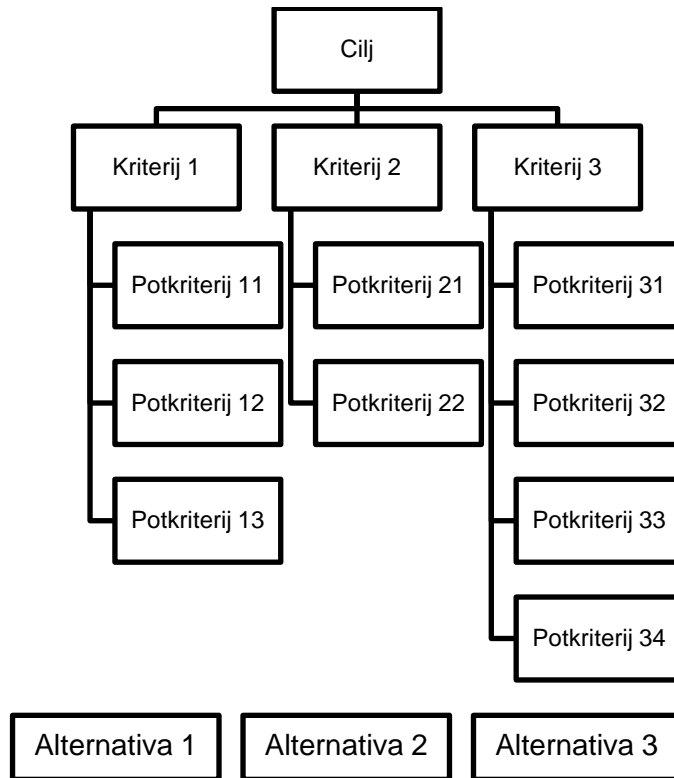 Cilj
Kriterij 1
Kriterij 2
Kriterij 3
Potkriterij 11
Potkriterij 21
Potkriterij 31
Potkriterij 12
Potkriterij 22
Potkriterij 32
Potkriterij 13
Potkriterij 33
Potkriterij 34
Alternativa 1
Alternativa 2
Alternativa 3